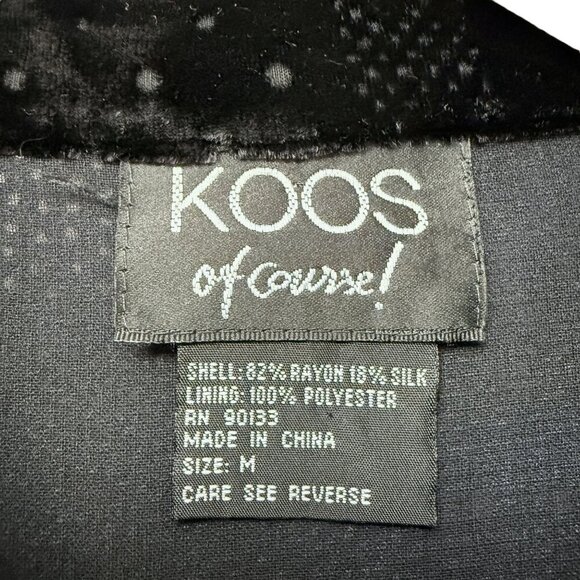 KOOS
of course!
SHELL: 82% RAYON 18% SILK
LINING: 100% POLYESTER
RN 90133
MADE IN CHINA
SIZE: M
CARE SEE REVERSE